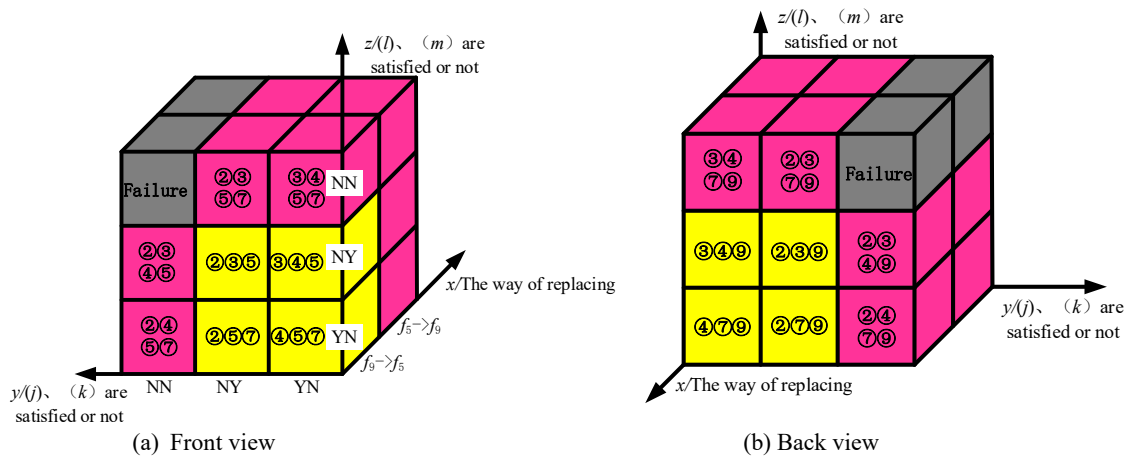 z/(l)、（m）are
satisfied or not
Failure
②③
⑤⑦
③④
⑤⑦
NN
②③
④⑤
②③⑤
③④⑤
NY
②④
⑤⑦
②⑤⑦
④⑤⑦
YN
x/The way of replacing
f₅−>f₉
f₉−>f₅
y/(j)、（k）are
satisfied or not
NN
NY
YN
(a) Front view
z/(l)、（m）are
satisfied or not
③④
⑦⑨
②③
⑦⑨
Failure
③④⑨
②③⑨
②③
④⑨
④⑦⑨
②⑦⑨
②④
⑦⑨
y/(j)、（k）are
satisfied or not
x/The way of replacing
(b) Back view